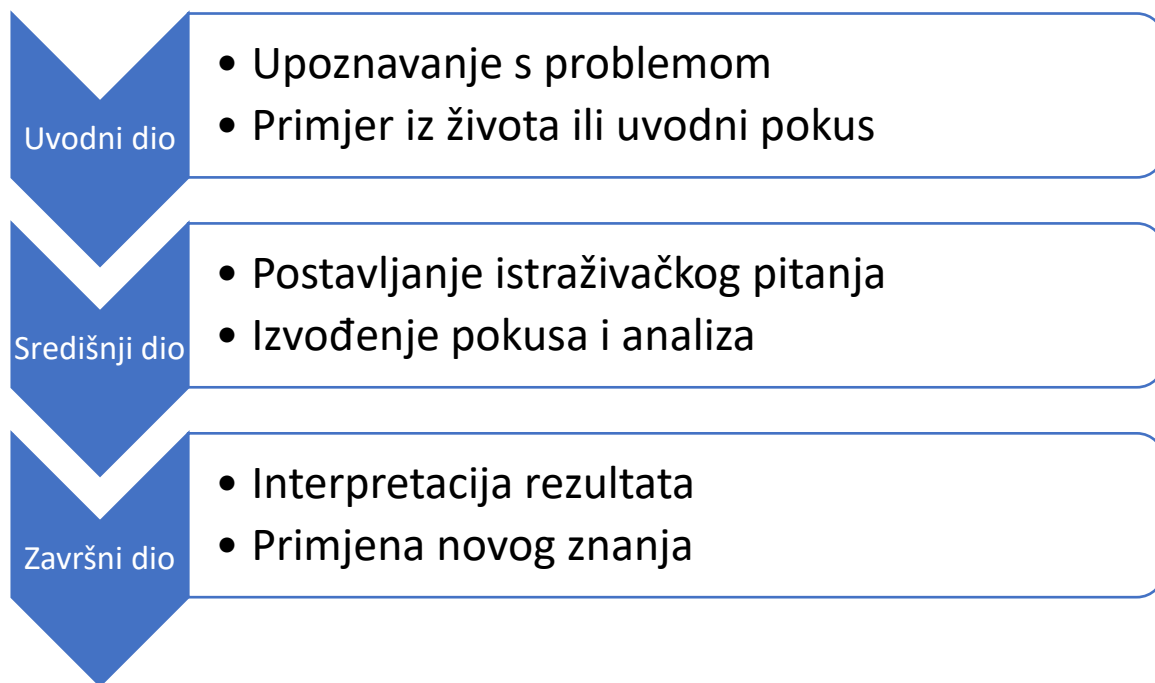 Uvodni dio
• Upoznavanje s problemom
• Primjer iz života ili uvodni pokus
Središnji dio
• Postavljanje istraživačkog pitanja
• Izvođenje pokusa i analiza
Završni dio
• Interpretacija rezultata
• Primjena novog znanja